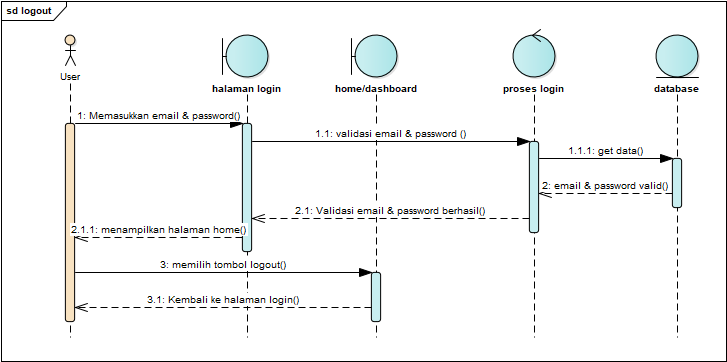 sd logout
User
halaman login
home/dashboard
proses login
database
1: Memasukkan email & password()
1.1: validasi email & password ()
1.1.1: get data()
2: email & password valid()
2.1: Validasi email & password berhasil()
2.1.1: menampilkan halaman home()
3: memilih tombol logout()
3.1: Kembali ke halaman login()